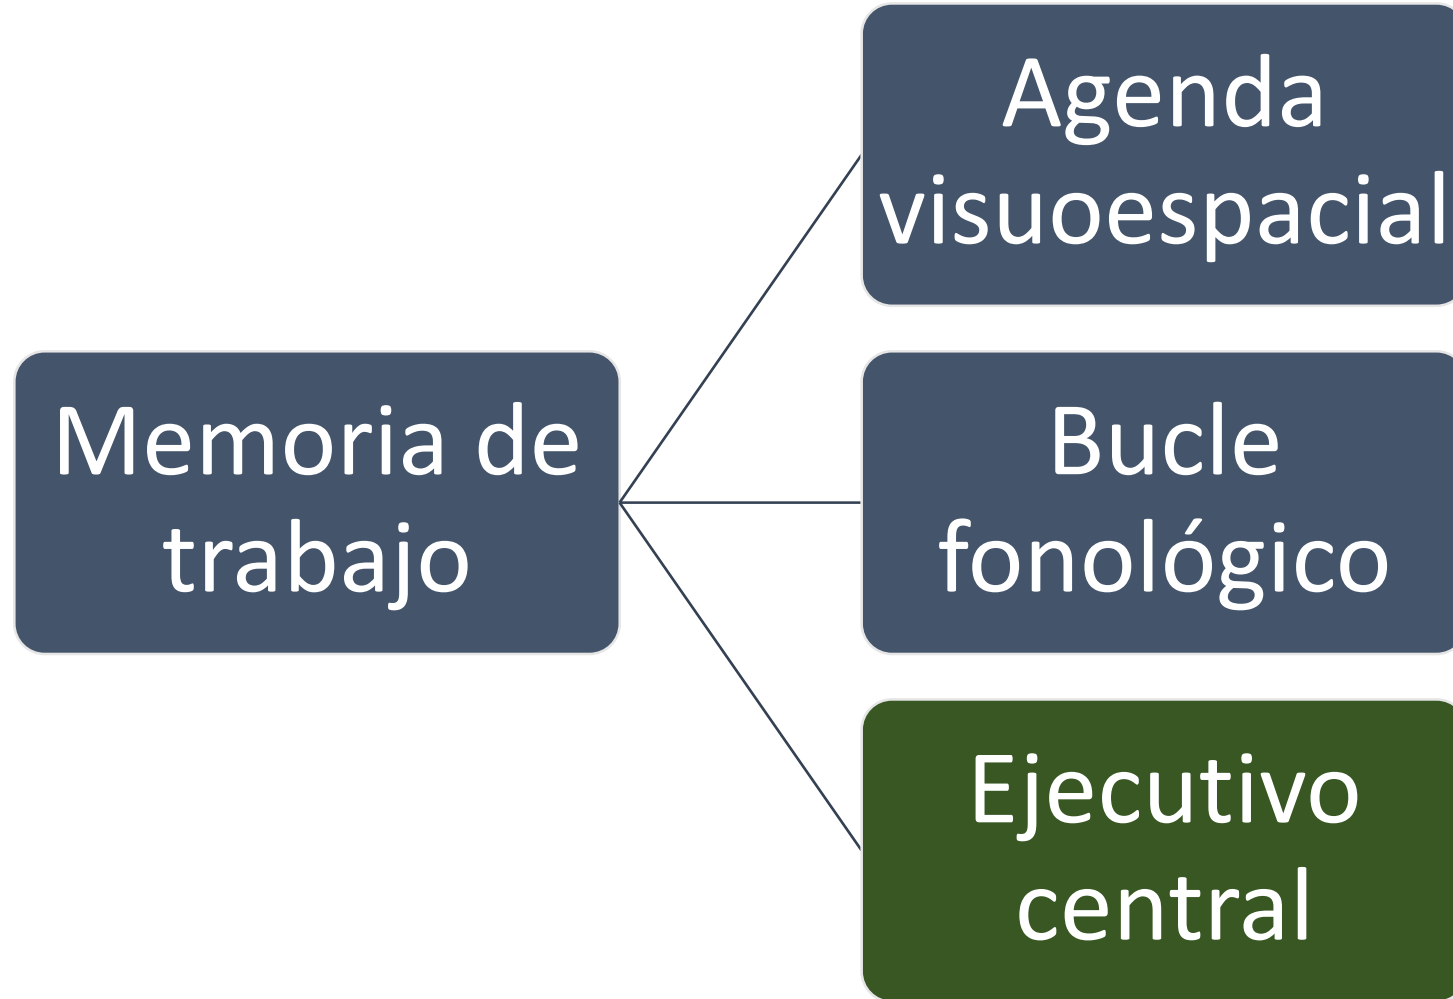 Memoria de
trabajo
Agenda
visuoespacial
Bucle
fonológico
Ejecutivo
central